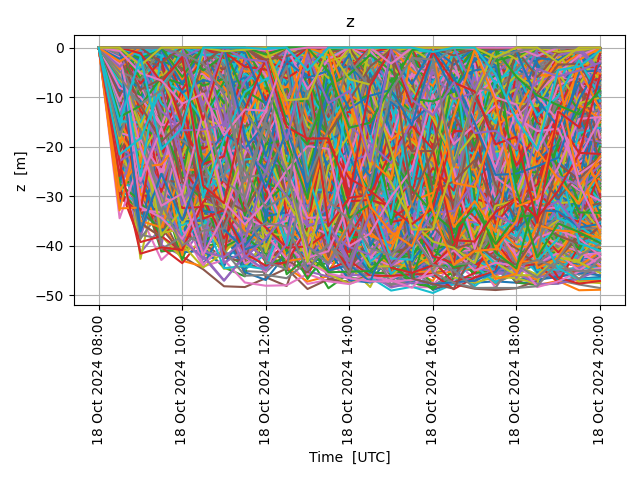 z
0
−10
−20
−30
−40
−50
z [m]
18 Oct 2024 08:00
18 Oct 2024 10:00
18 Oct 2024 12:00
18 Oct 2024 14:00
18 Oct 2024 16:00
18 Oct 2024 18:00
18 Oct 2024 20:00
Time [UTC]